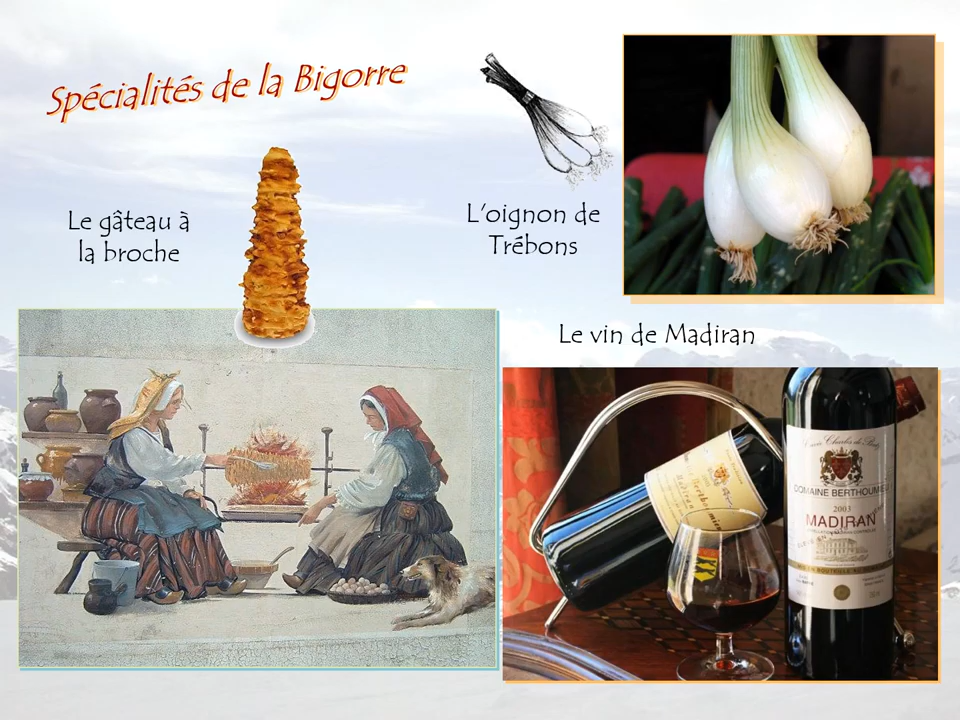 Spécialités de la Bigorre
Le gâteau à
la broche
L'oignon de
Trébons
Le vin de Madiran
DOMAINE BERTHOUMIEU
2003
MADIRAN